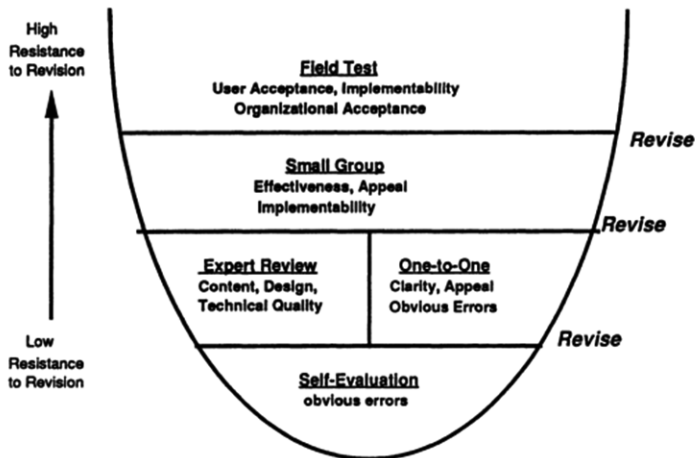 High
Resistance
to Revision
Field Test
User Acceptance, Implementability
Organizational Acceptance
Revise
Small Group
Effectiveness, Appeal
Implementability
Revise
Expert Review
Content, Design,
Technical Quality
One-to-One
Clarity, Appeal
Obvious Errors
Revise
Low
Resistance
to Revision
Self-Evaluation
obvious errors